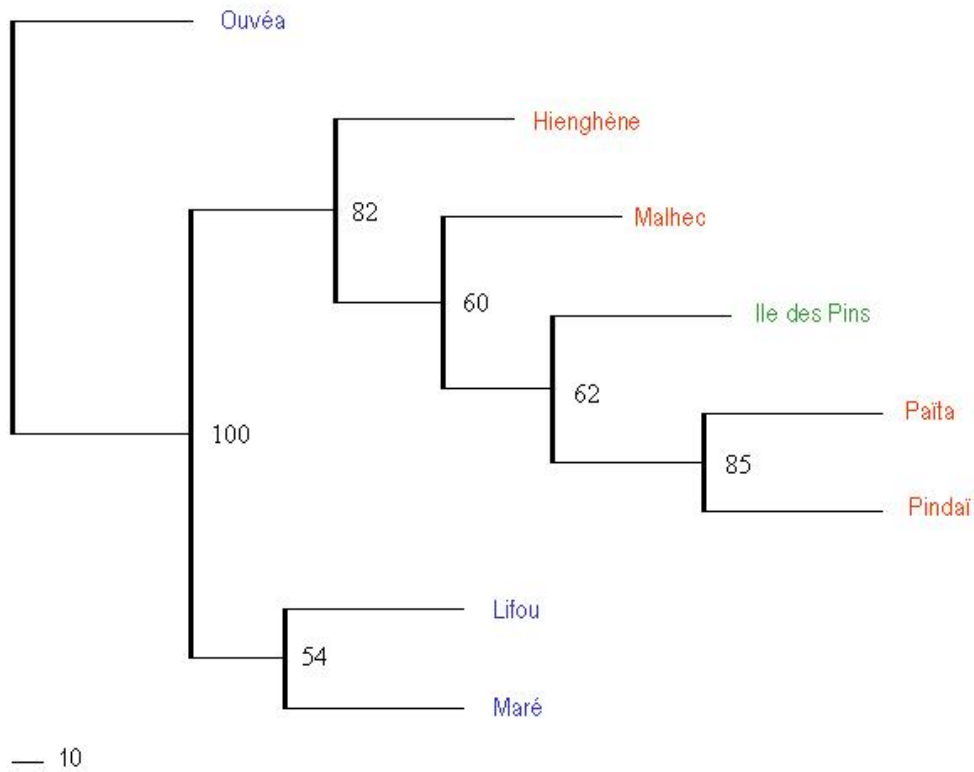 Ouvéa
Hienghène
82
Malhec
60
Ile des Pins
62
Païta
100
85
Pindaï
Lifou
54
Maré
10